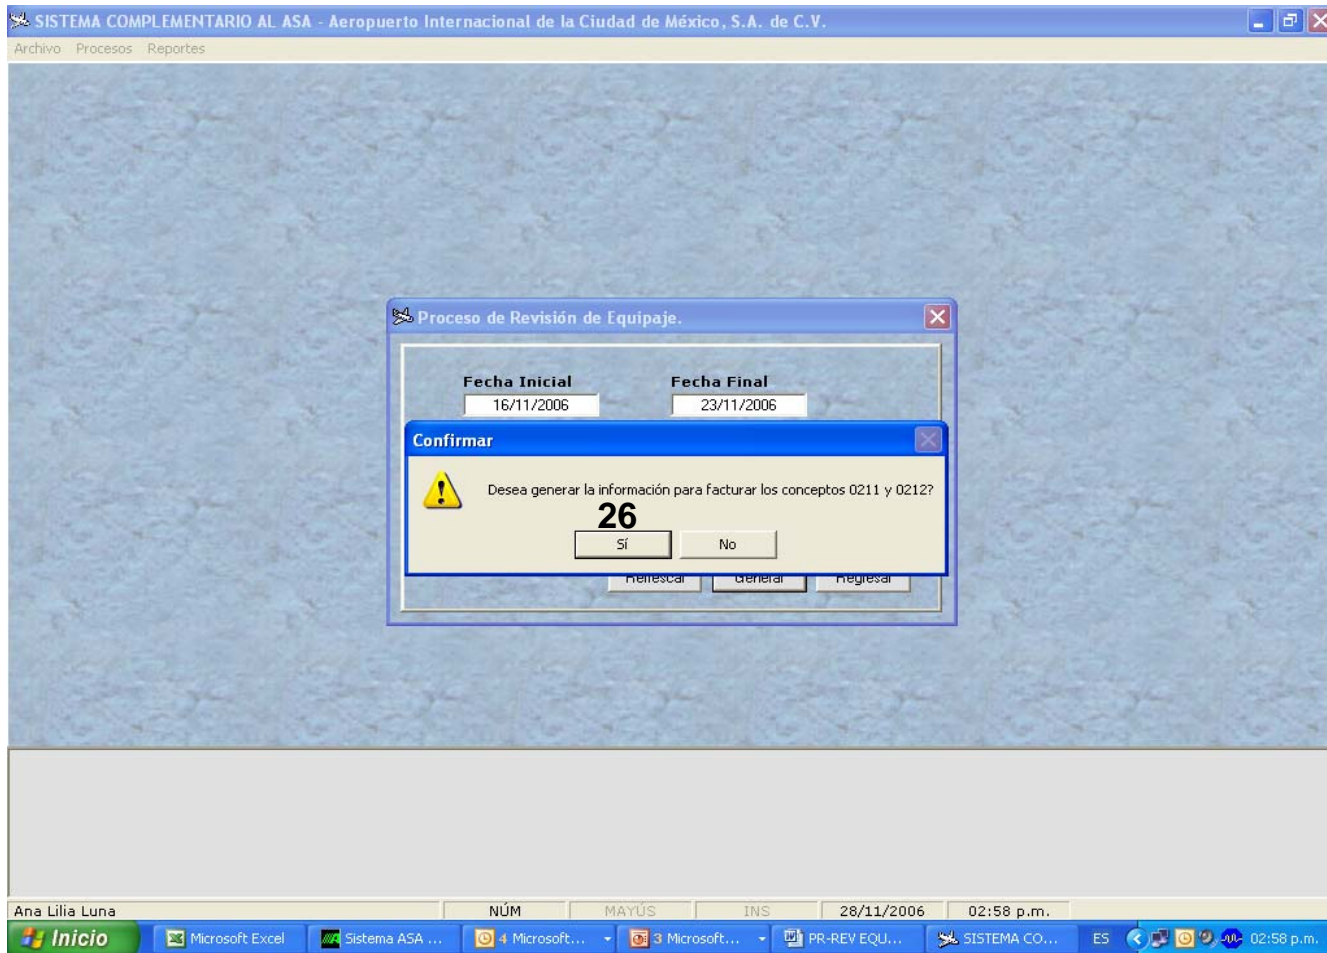 SISTEMA COMPLEMENTARIO AL ASA - Aeropuerto Internacional de la Ciudad de México, S.A. de C.V.
Archivo Procesos Reportes
Proceso de Revisión de Equipaje.
Fecha Inicial Fecha Final
16/11/2006 23/11/2006
Confirmar
Desea generar la información para facturar los conceptos 0211 y 0212?
26
Sí No
Refrescar General Regresar
Ana Lilia Luna NÚM MAYÚS INS 28/11/2006 02:58 p.m.
Inicio Microsoft Excel Sistema ASA ... 4 Microsoft... 3 Microsoft... PR-REV EQU... SISTEMA CO... ES 02:58 p.m.